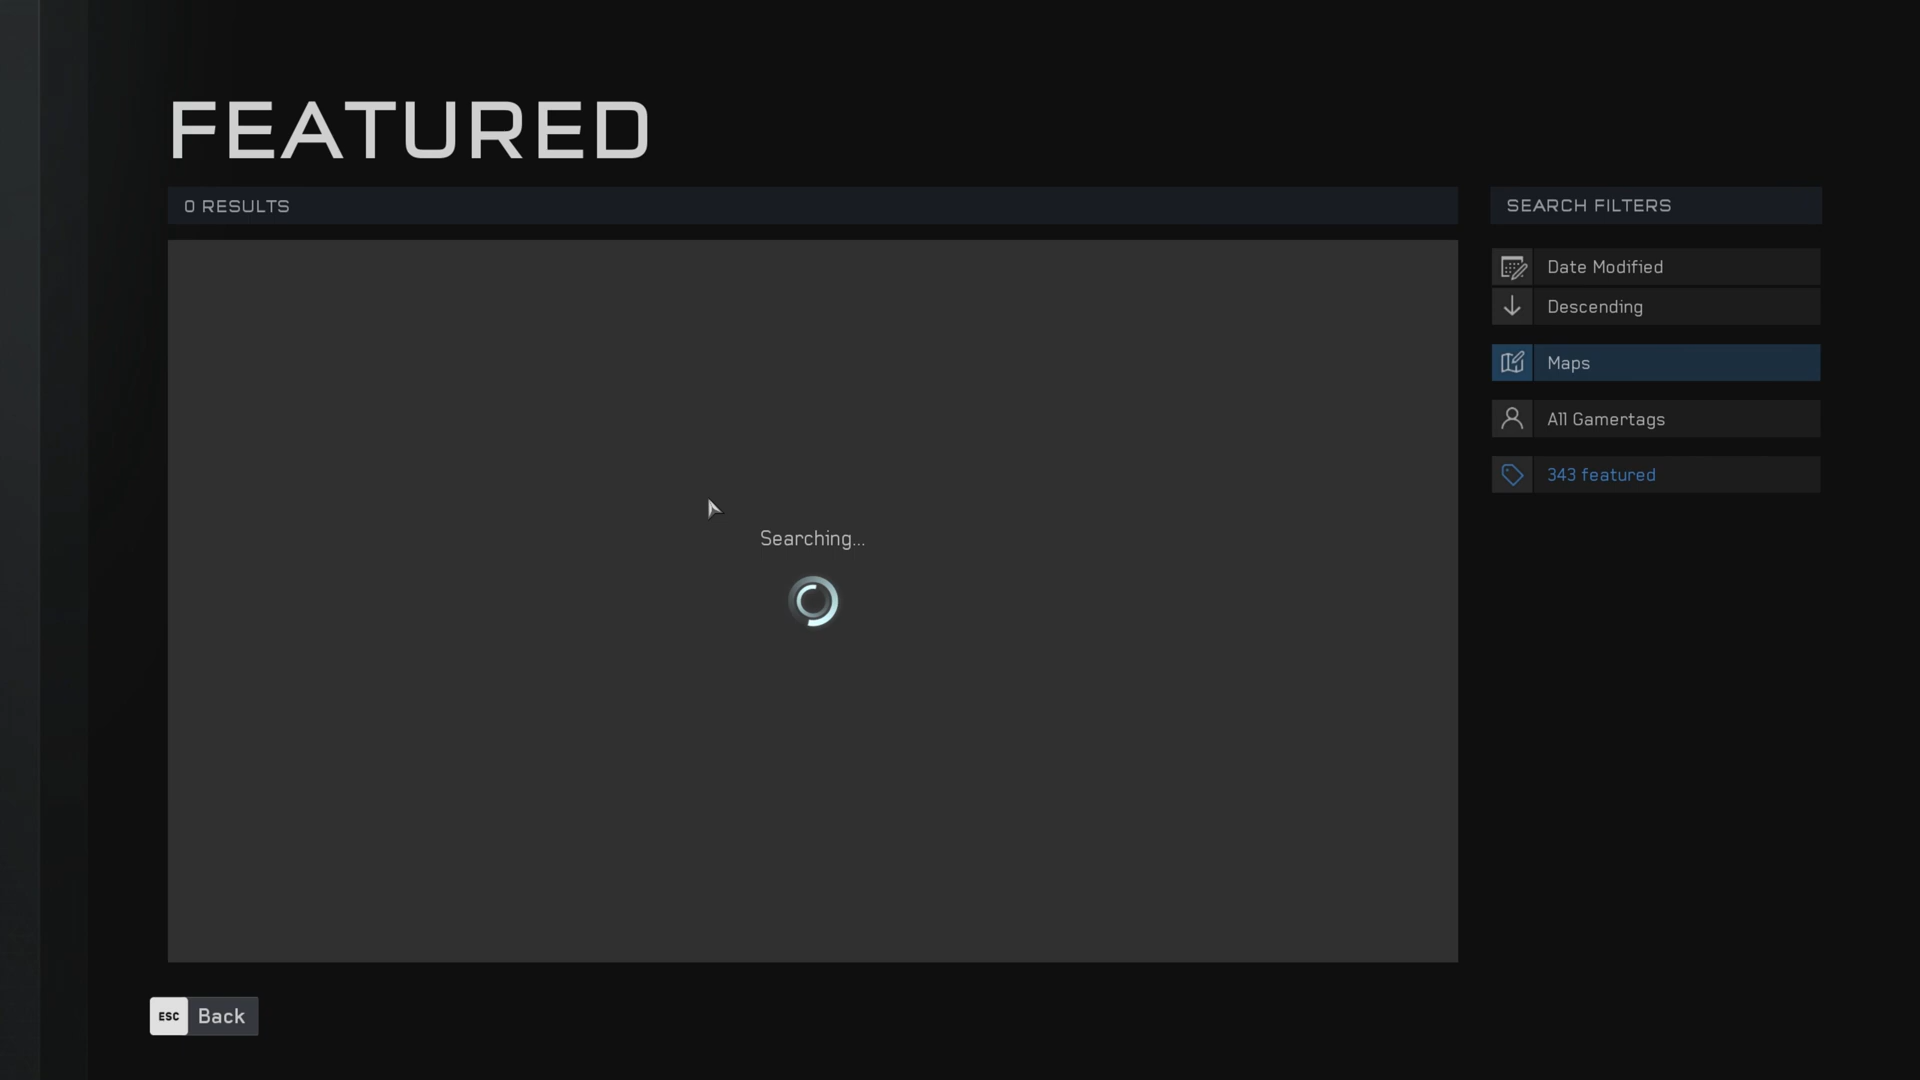 FEATURED
0 RESULTS
SEARCH FILTERS
Date Modified
Descending
Maps
All Gamertags
343 featured
Searching...
ESC Back